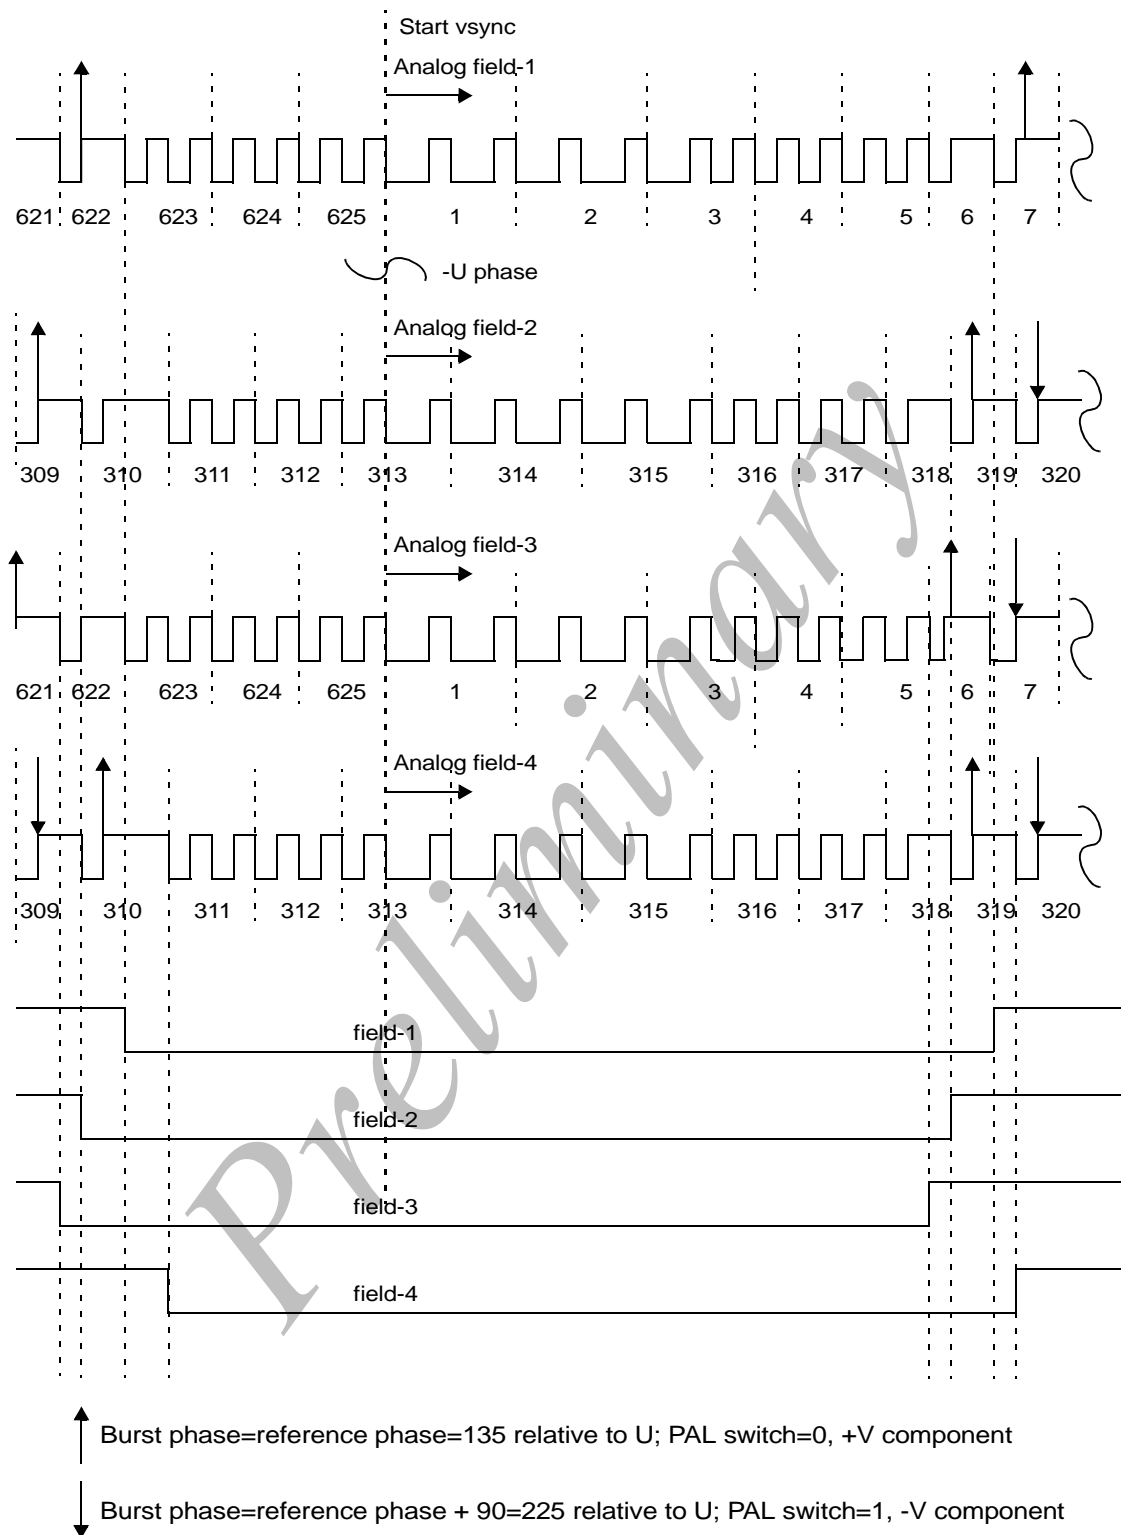 Start vsync
Analog field-1
621 622 623 624 625 1 2 3 4 5 6 7
-U phase
Analog field-2
309 310 311 312 313 314 315 316 317 318 319 320
Analog field-3
621 622 623 624 625 1 2 3 4 5 6 7
Analog field-4
309 310 311 312 313 314 315 316 317 318 319 320
field-1
field-2
field-3
field-4
Preliminary
Burst phase=reference phase=135 relative to U; PAL switch=0, +V component
Burst phase=reference phase + 90=225 relative to U; PAL switch=1, -V component